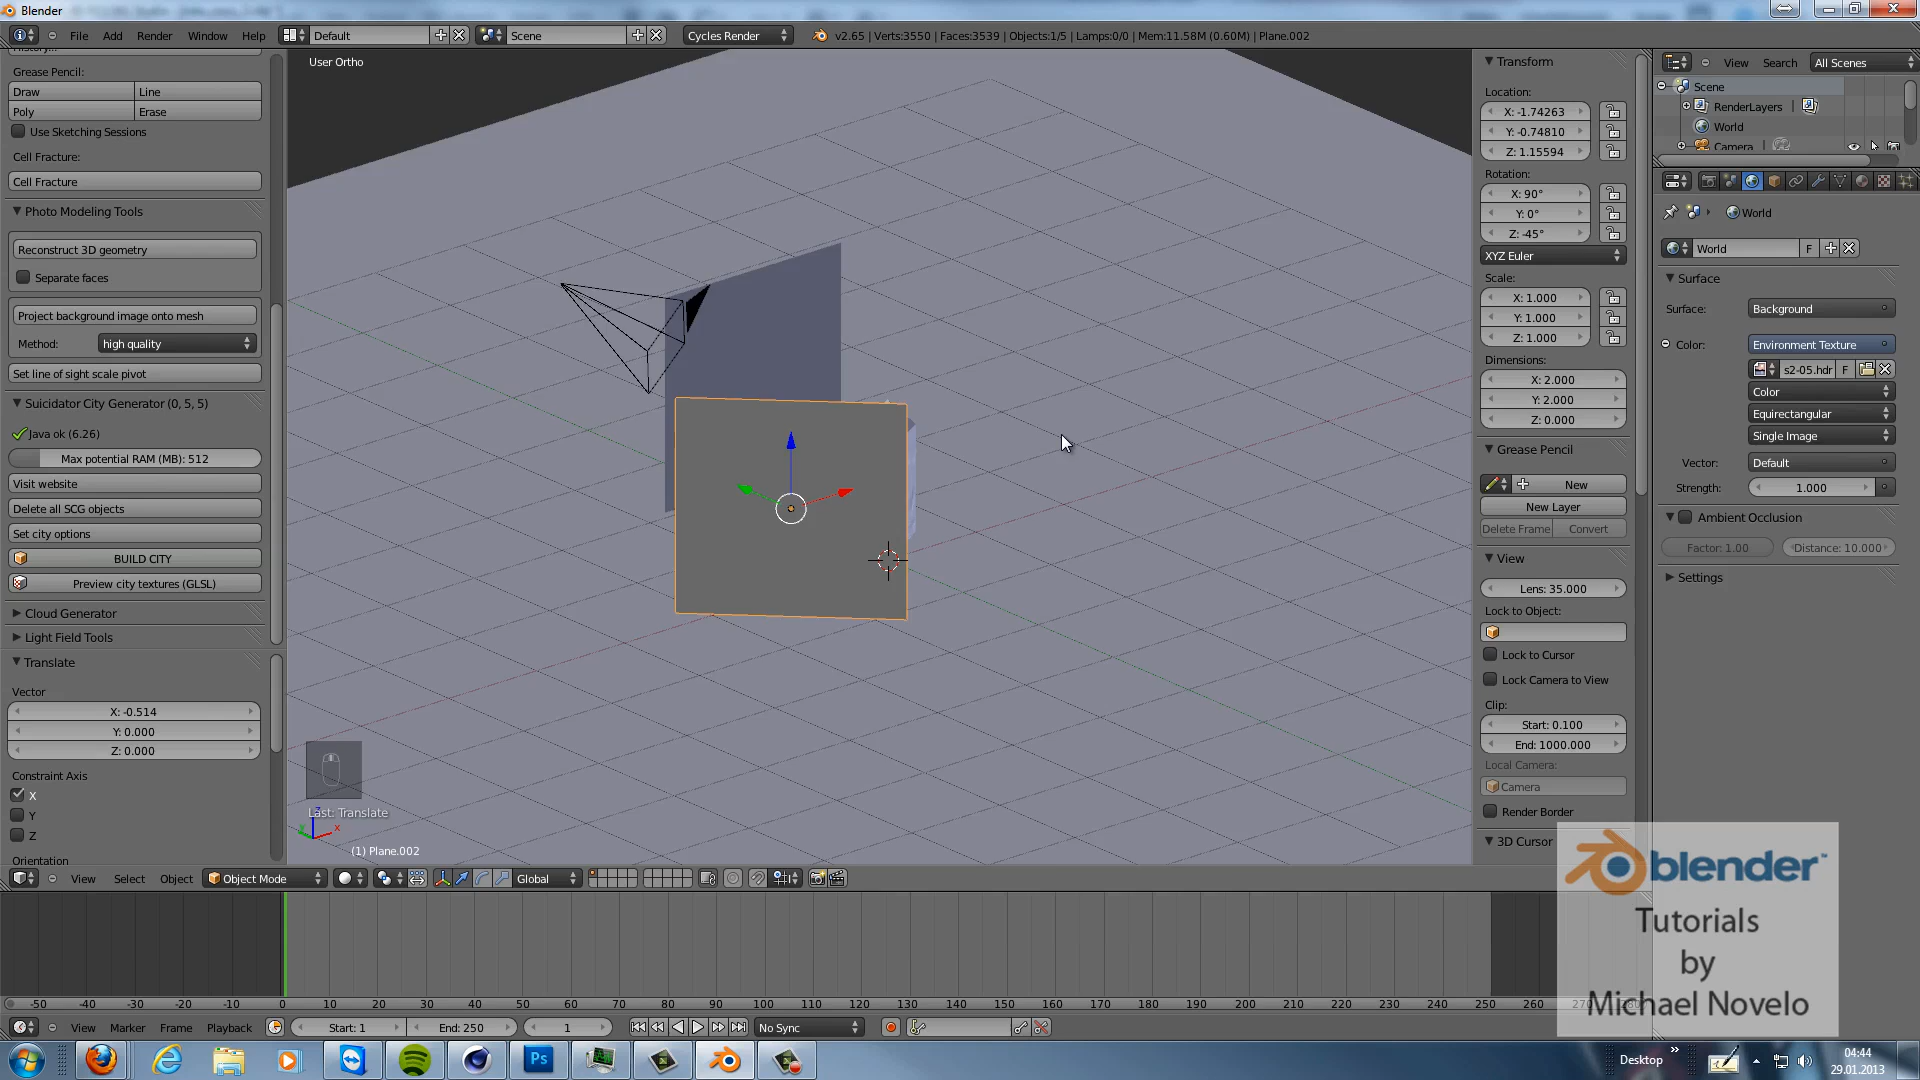 Blender
File Add Render Window Help Default Scene Cycles Render v2.65 | Verts:3550 | Faces:3539 | Objects:1/5 | Lamps:0/0 | Mem:11.58M (0.60M) | Plane.002
Grease Pencil:
Draw Line
Poly Erase
Use Sketching Sessions
Cell Fracture:
Cell Fracture
Photo Modeling Tools
Reconstruct 3D geometry
Separate faces
Project background image onto mesh
Method: high quality
Set line of sight scale pivot
Suicidator City Generator (0, 5, 5)
Java ok (6.26)
Max potential RAM (MB): 512
Visit website
Delete all SCG objects
Set city options
BUILD CITY
Preview city textures (GLSL)
Cloud Generator
Light Field Tools
Translate
Vector
X: -0.514
Y: 0.000
Z: 0.000
Constraint Axis
X
Y
Z
Orientation
User Ortho
Last: Translate
(1) Plane.002
Transform
Location:
X: -1.74263
Y: -0.74810
Z: 1.15594
Rotation:
X: 90°
Y: 0°
Z: -45°
XYZ Euler
Scale:
X: 1.000
Y: 1.000
Z: 1.000
Dimensions:
X: 2.000
Y: 2.000
Z: 0.000
Grease Pencil
New
New Layer
Delete Frame Convert
View
Lens: 35.000
Lock to Object:
Lock to Cursor
Lock Camera to View
Clip:
Start: 0.100
End: 1000.000
Local Camera:
Camera
Render Border
3D Cursor
View Search All Scenes
Scene
RenderLayers
World
Camera
World
World F
Surface
Surface: Background
Color: Environment Texture
s2-05.hdr F
Color
Equirectangular
Single Image
Vector: Default
Strength: 1.000
Ambient Occlusion
Factor: 1.00 Distance: 10.000
Settings
View Select Object Object Mode Global
-50 -40 -30 -20 -10 0 10 20 30 40 50 60 70 80 90 100 110 120 130 140 150 160 170 180 190 200 210 220 230 240 250 260 270 280
View Marker Frame Playback Start: 1 End: 250 1 No Sync
blender
Tutorials
by
Michael Novelo
Ps
Desktop
04:44
29.01.2013